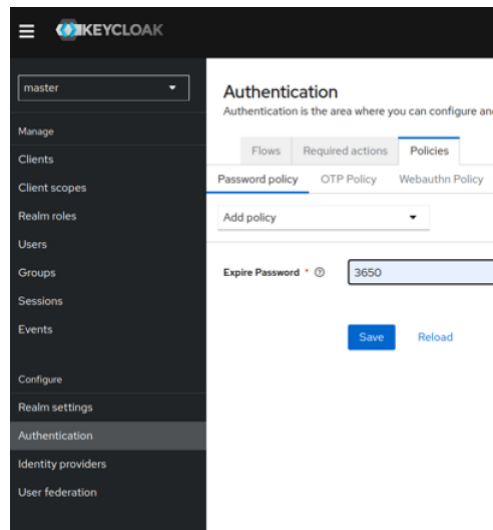 KEYCLOAK
master
Manage
Clients
Client scopes
Realm roles
Users
Groups
Sessions
Events
Configure
Realm settings
Authentication
Identity providers
User federation
Authentication
Authentication is the area where you can configure and
Flows Required actions Policies
Password policy OTP Policy Webauthn Policy
Add policy
Expire Password * 3650
Save Reload